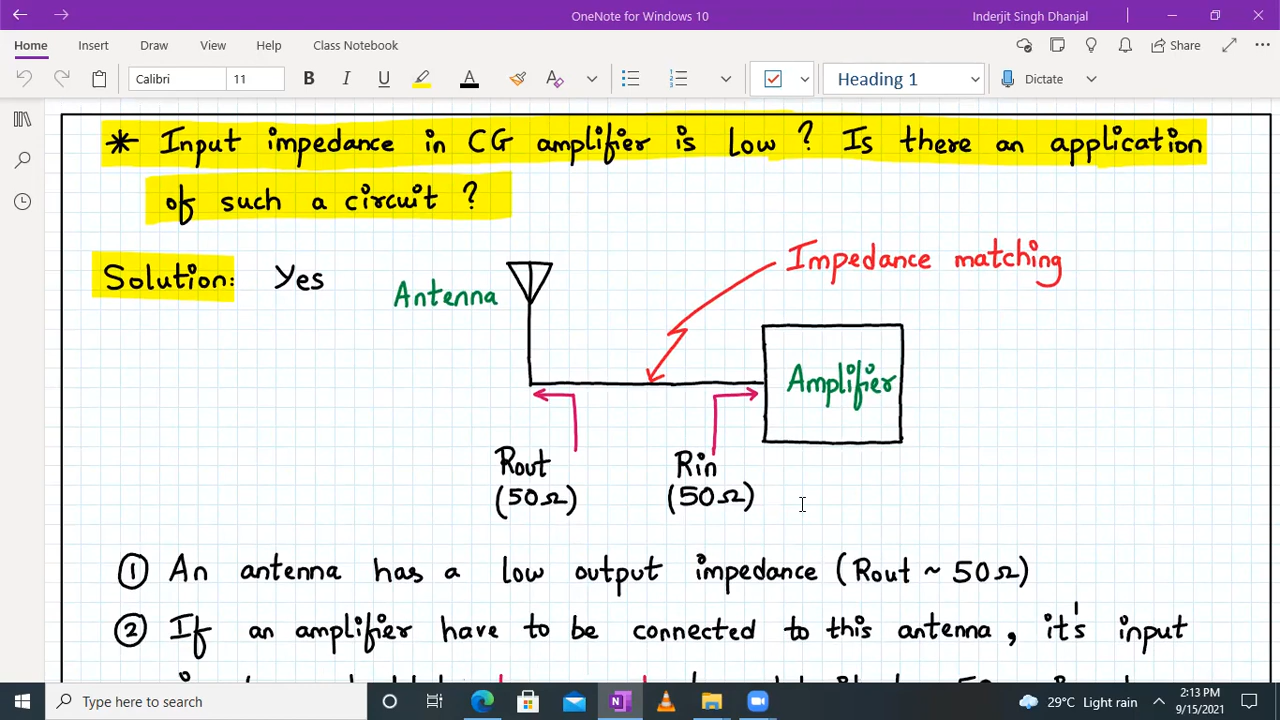 OneNote for Windows 10
Inderjit Singh Dhanjal
Home Insert Draw View Help Class Notebook
Share
Calibri 11 B I U A Heading 1 Dictate
* Input impedance in CG amplifier is low ? Is there an application
of such a circuit ?
Solution: Yes
Antenna
Impedance matching
Amplifier
Rout
(50Ω)
Rin
(50Ω)
① An antenna has a low output impedance (Rout ~ 50Ω)
② If an amplifier have to be connected to this antenna, it's input
Type here to search
29°C Light rain
2:13 PM
9/15/2021